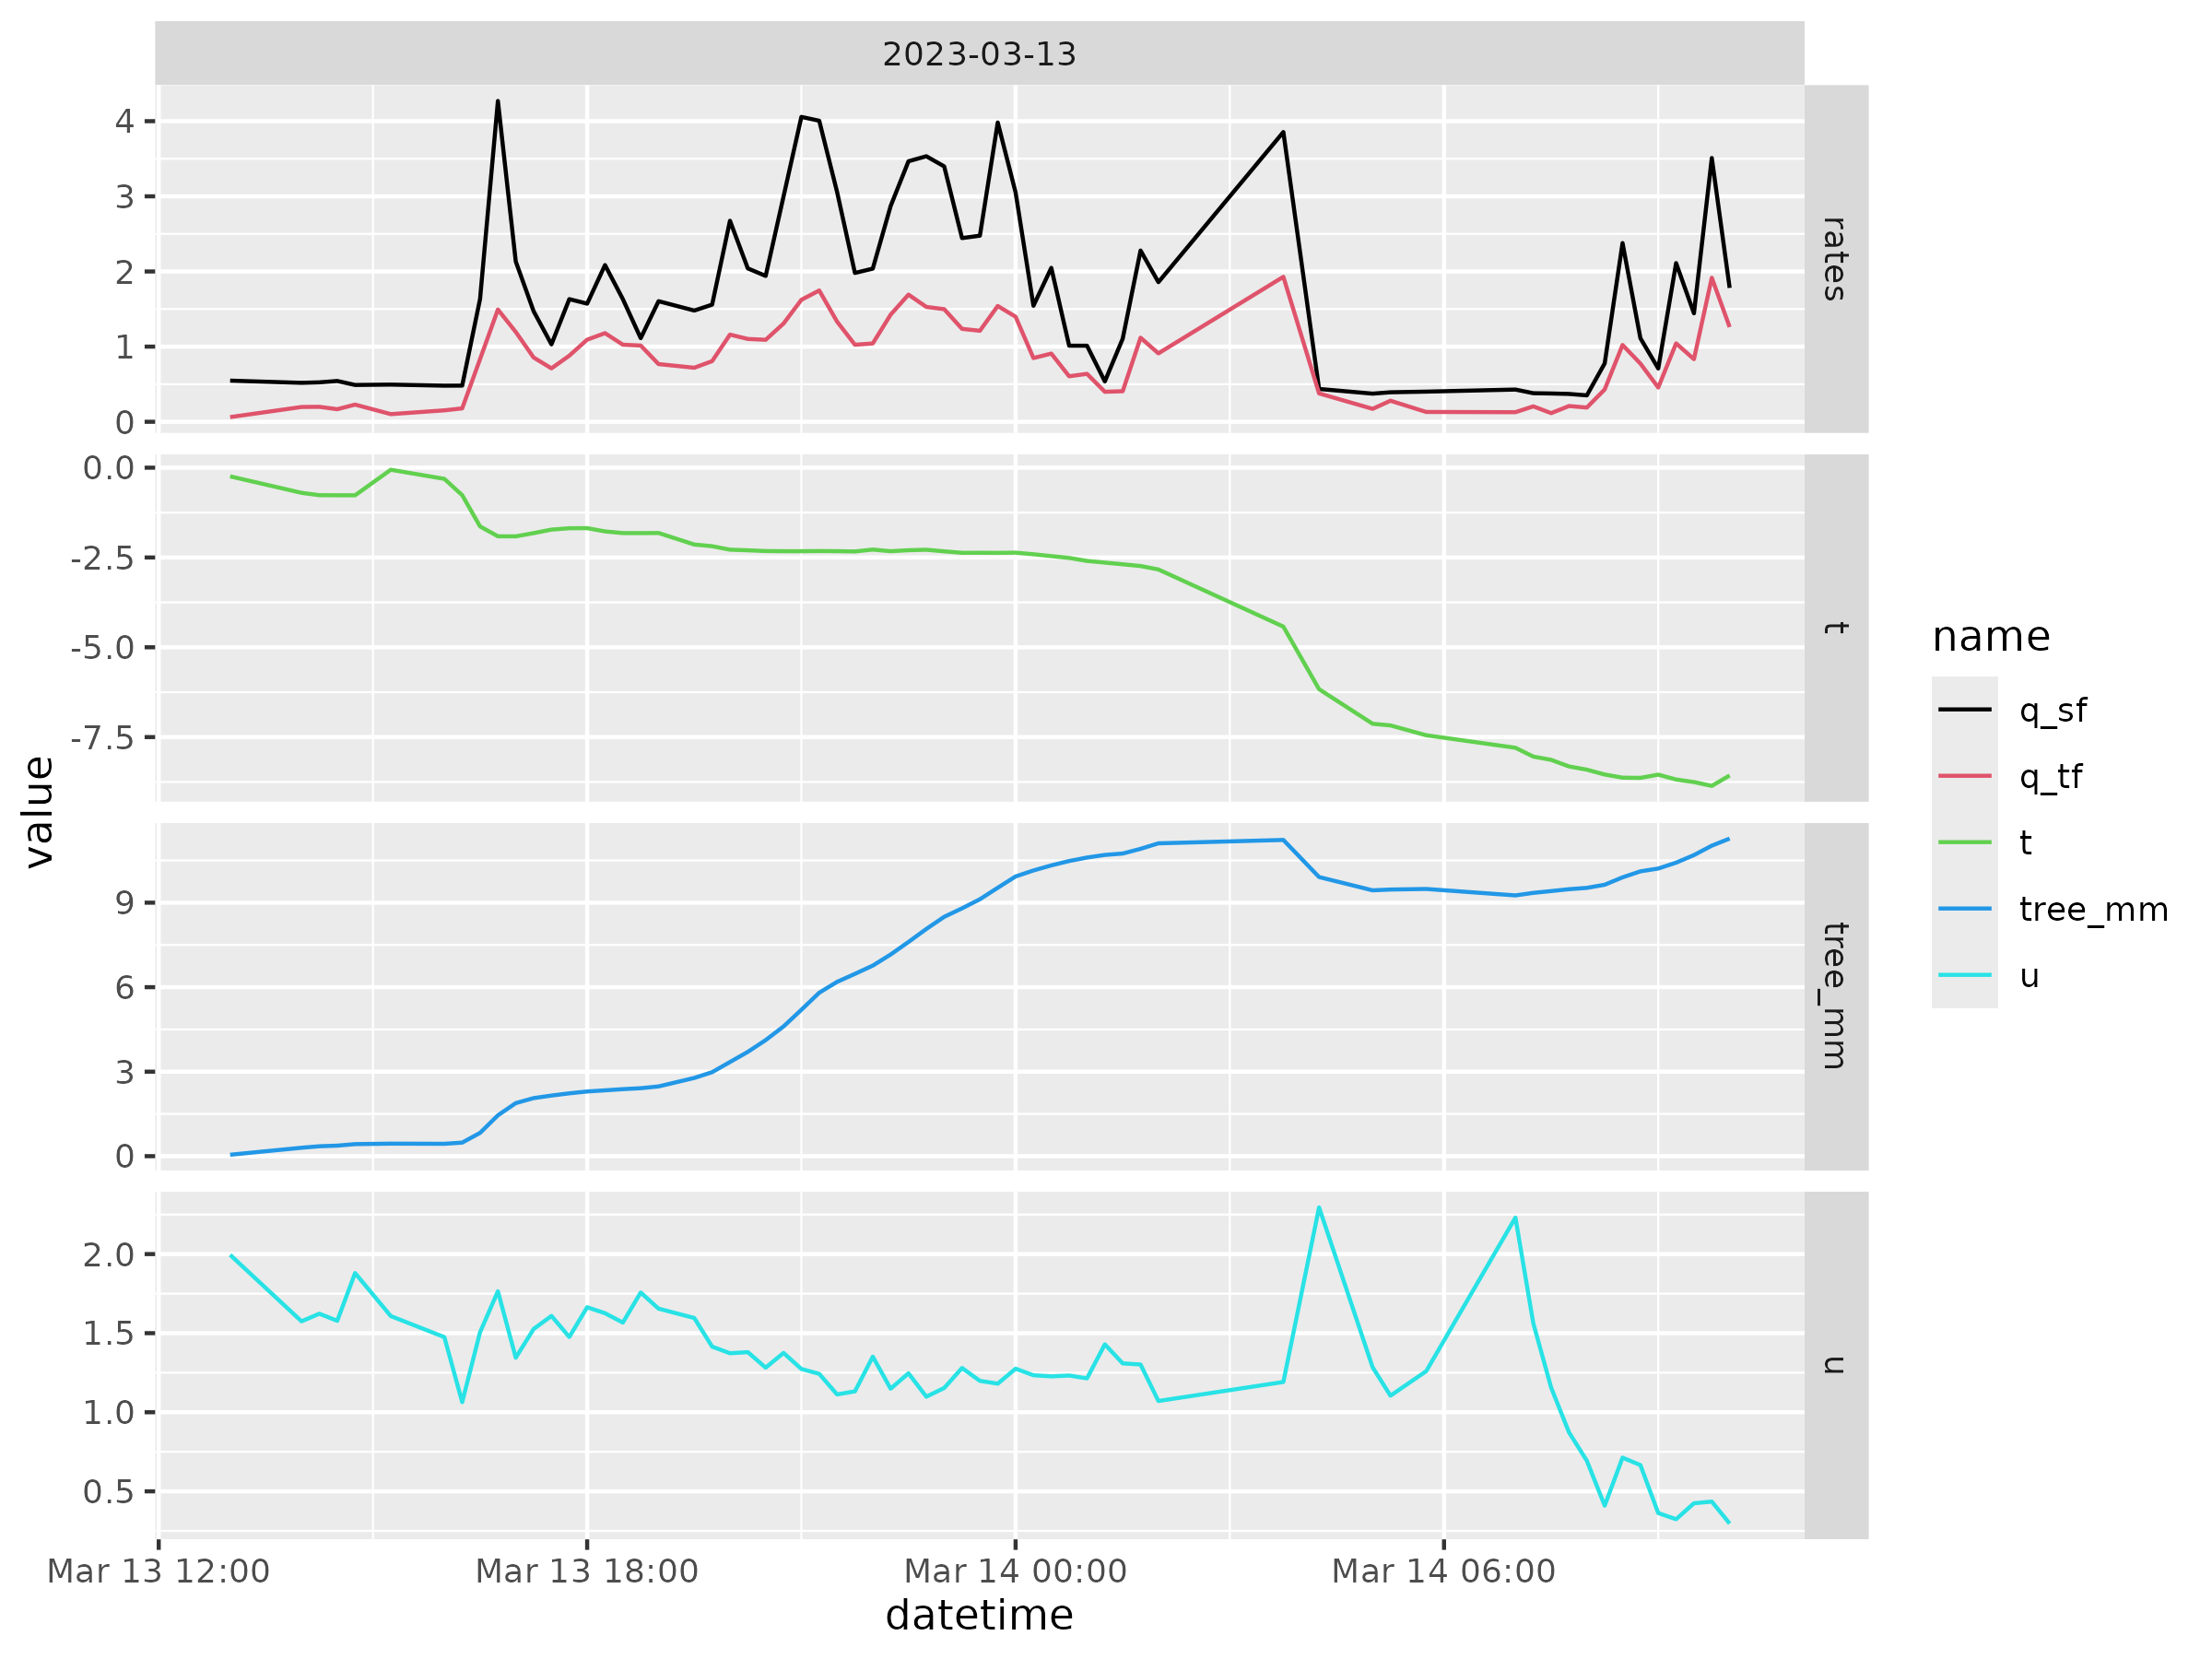 2023-03-13
4
3
2
1
0
rates
0.0
-2.5
-5.0
-7.5
t
9
6
3
0
tree_mm
2.0
1.5
1.0
0.5
u
value
Mar 13 12:00
Mar 13 18:00
Mar 14 00:00
Mar 14 06:00
datetime
name
q_sf
q_tf
t
tree_mm
u